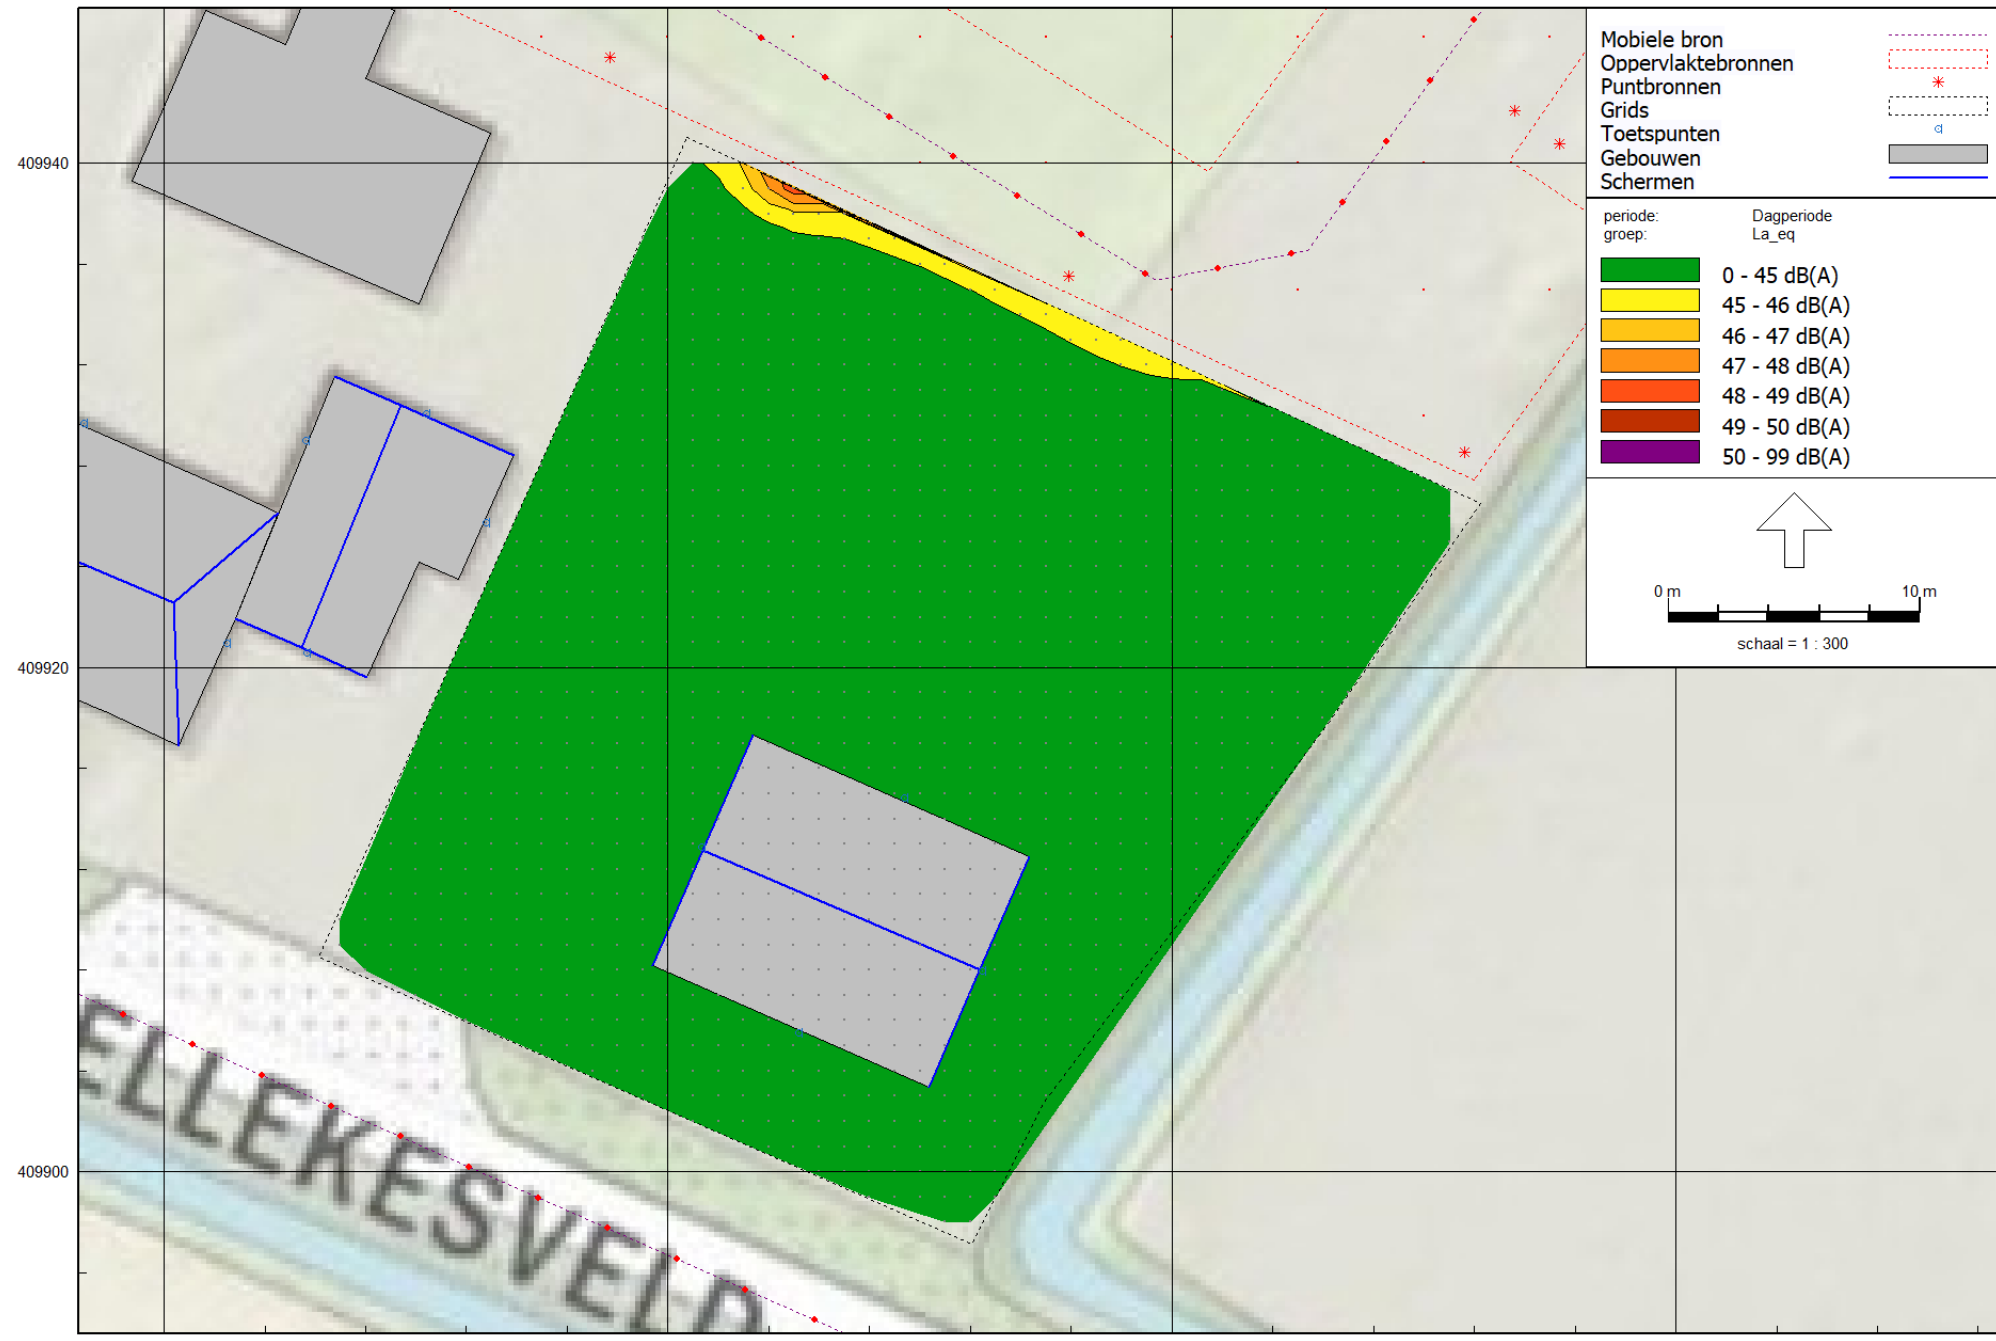 Mobiele bron
Oppervlaktebronnen
Puntbronnen
Grids
Toetspunten
Gebouwen
Schermen
periode: Dagperiode
groep: La_eq
0 - 45 dB(A)
45 - 46 dB(A)
46 - 47 dB(A)
47 - 48 dB(A)
48 - 49 dB(A)
49 - 50 dB(A)
50 - 99 dB(A)
0 m 10 m
schaal = 1 : 300
409940
409920
409900
ELLEKESVELD